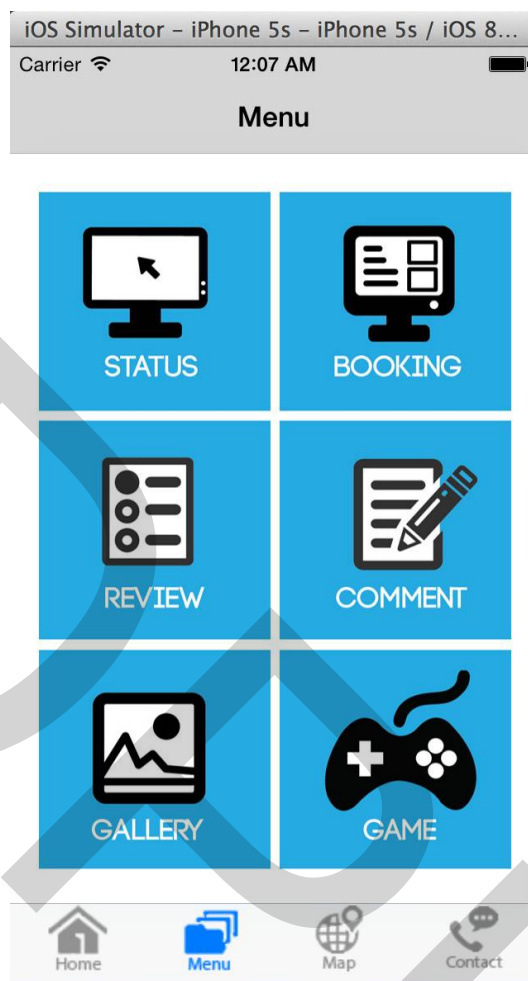 iOS Simulator – iPhone 5s – iPhone 5s / iOS 8...
Carrier 12:07 AM
Menu
STATUS BOOKING
REVIEW COMMENT
GALLERY GAME
Home Menu Map Contact